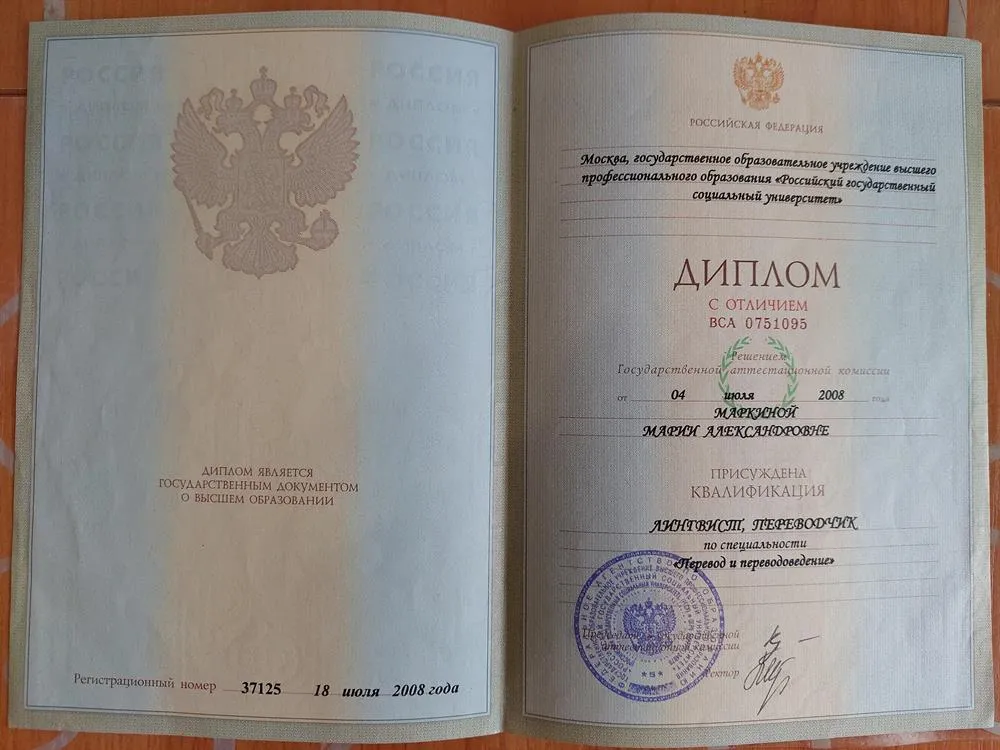 ДИПЛОМ ЯВЛЯЕТСЯ
ГОСУДАРСТВЕННЫМ ДОКУМЕНТОМ
О ВЫСШЕМ ОБРАЗОВАНИИ
Регистрационный номер 37125 18 июля 2008 года
РОССИЙСКАЯ ФЕДЕРАЦИЯ
Москва, государственное образовательное учреждение высшего
профессионального образования «Российский государственный
социальный университет»
ДИПЛОМ
С ОТЛИЧИЕМ
ВСА 0751095
Решением
Государственной аттестационной комиссии
от 04 июля 2008 года
МАРКИНОЙ
МАРИИ АЛЕКСАНДРОВНЕ
ПРИСУЖДЕНА
КВАЛИФИКАЦИЯ
ЛИНГВИСТ, ПЕРЕВОДЧИК
по специальности
«Перевод и переводоведение»
Председатель Государственной
аттестационной комиссии
Ректор